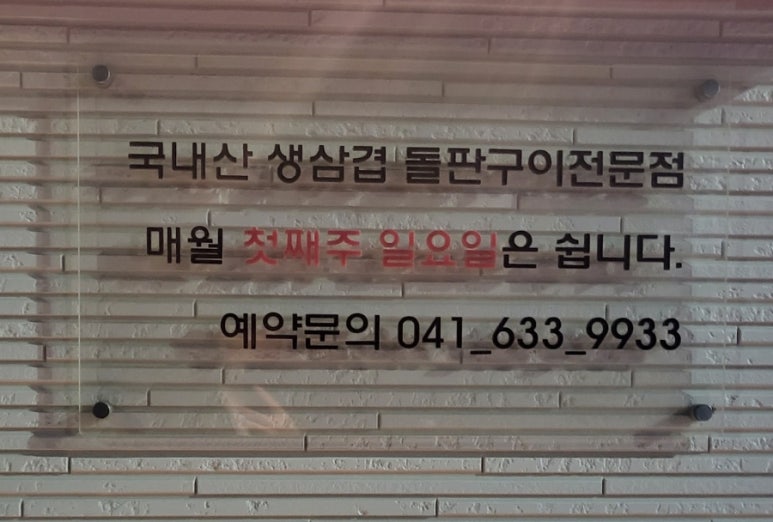 국내산 생삼겹 돌판구이전문점
매월 첫째주 일요일은 쉽니다.
예약문의 041_633_9933